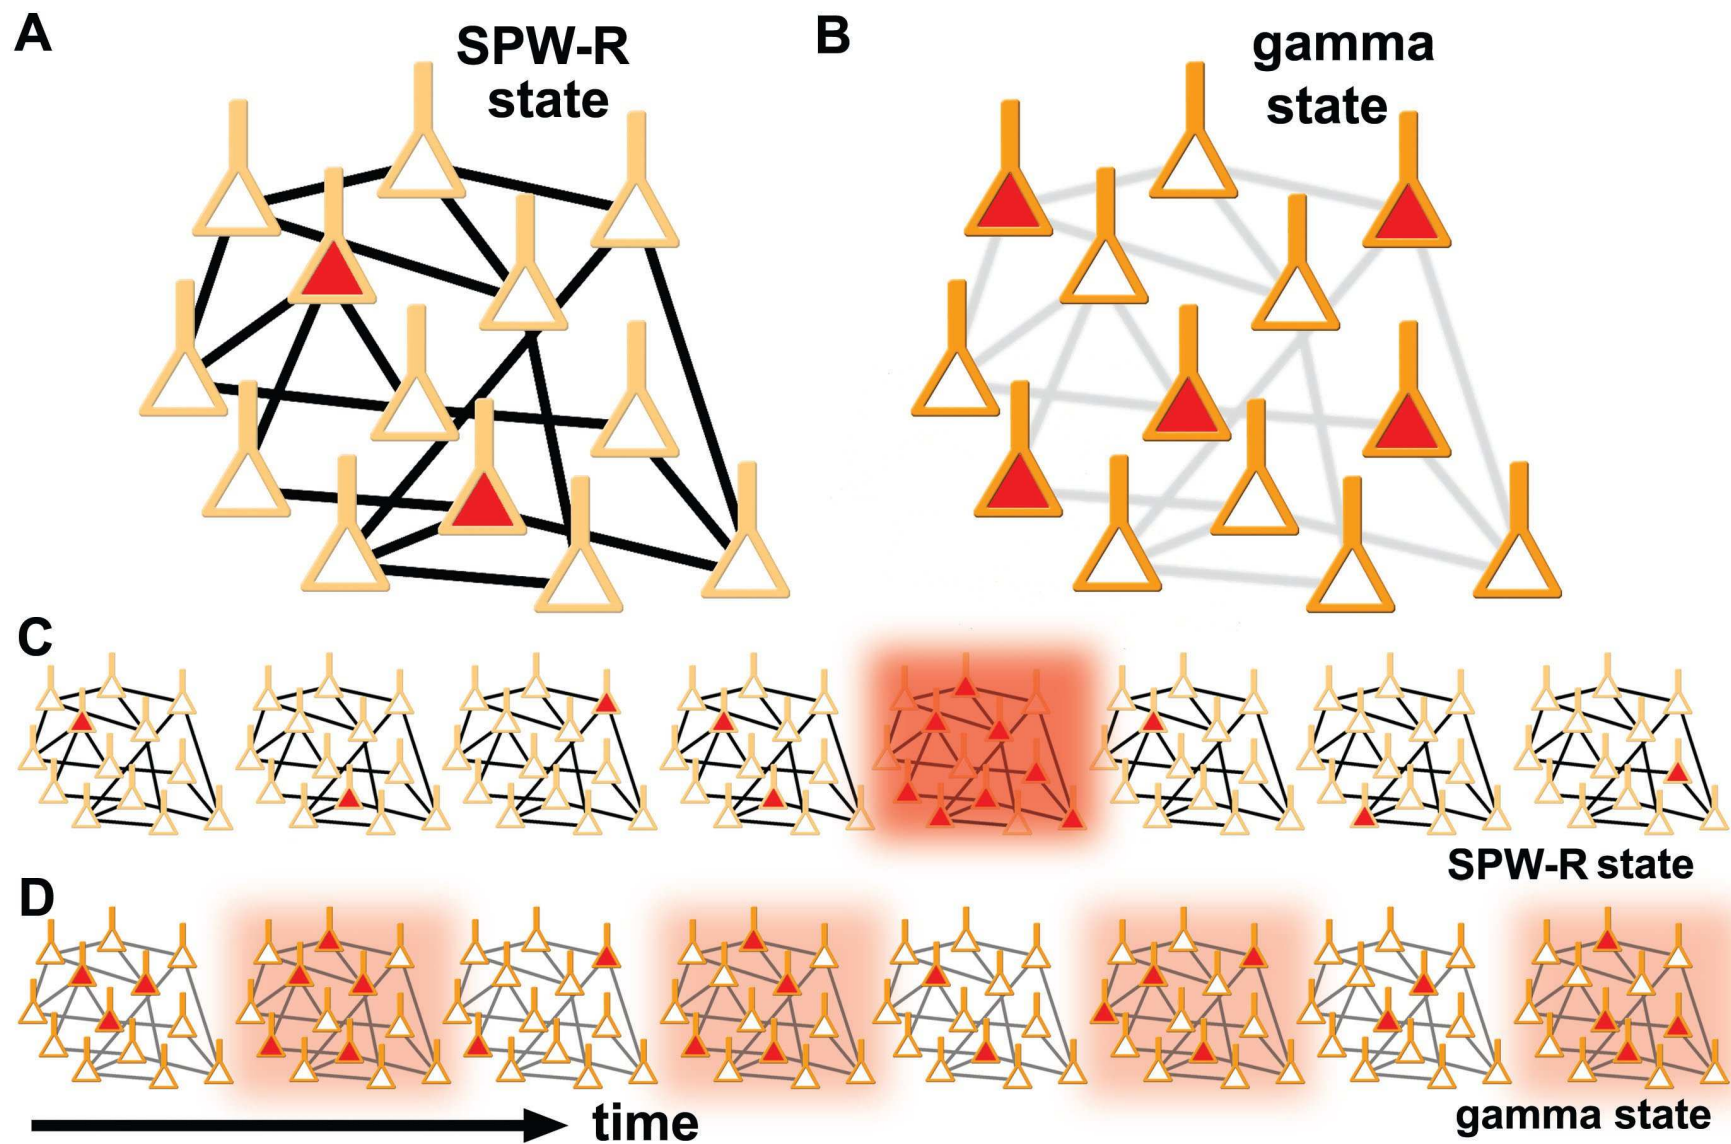 A
SPW-R
state
B
gamma
state
C
SPW-R state
D
gamma state
time